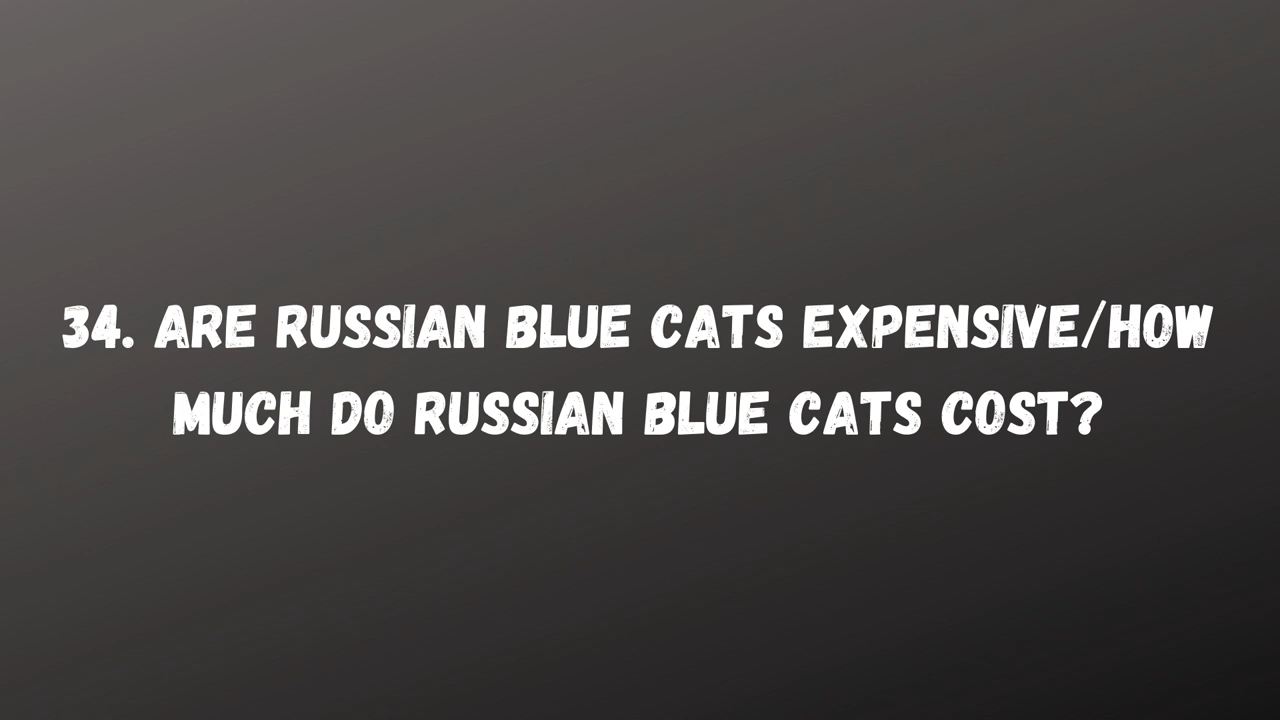 34. ARE RUSSIAN BLUE CATS EXPENSIVE/HOW
MUCH DO RUSSIAN BLUE CATS COST?